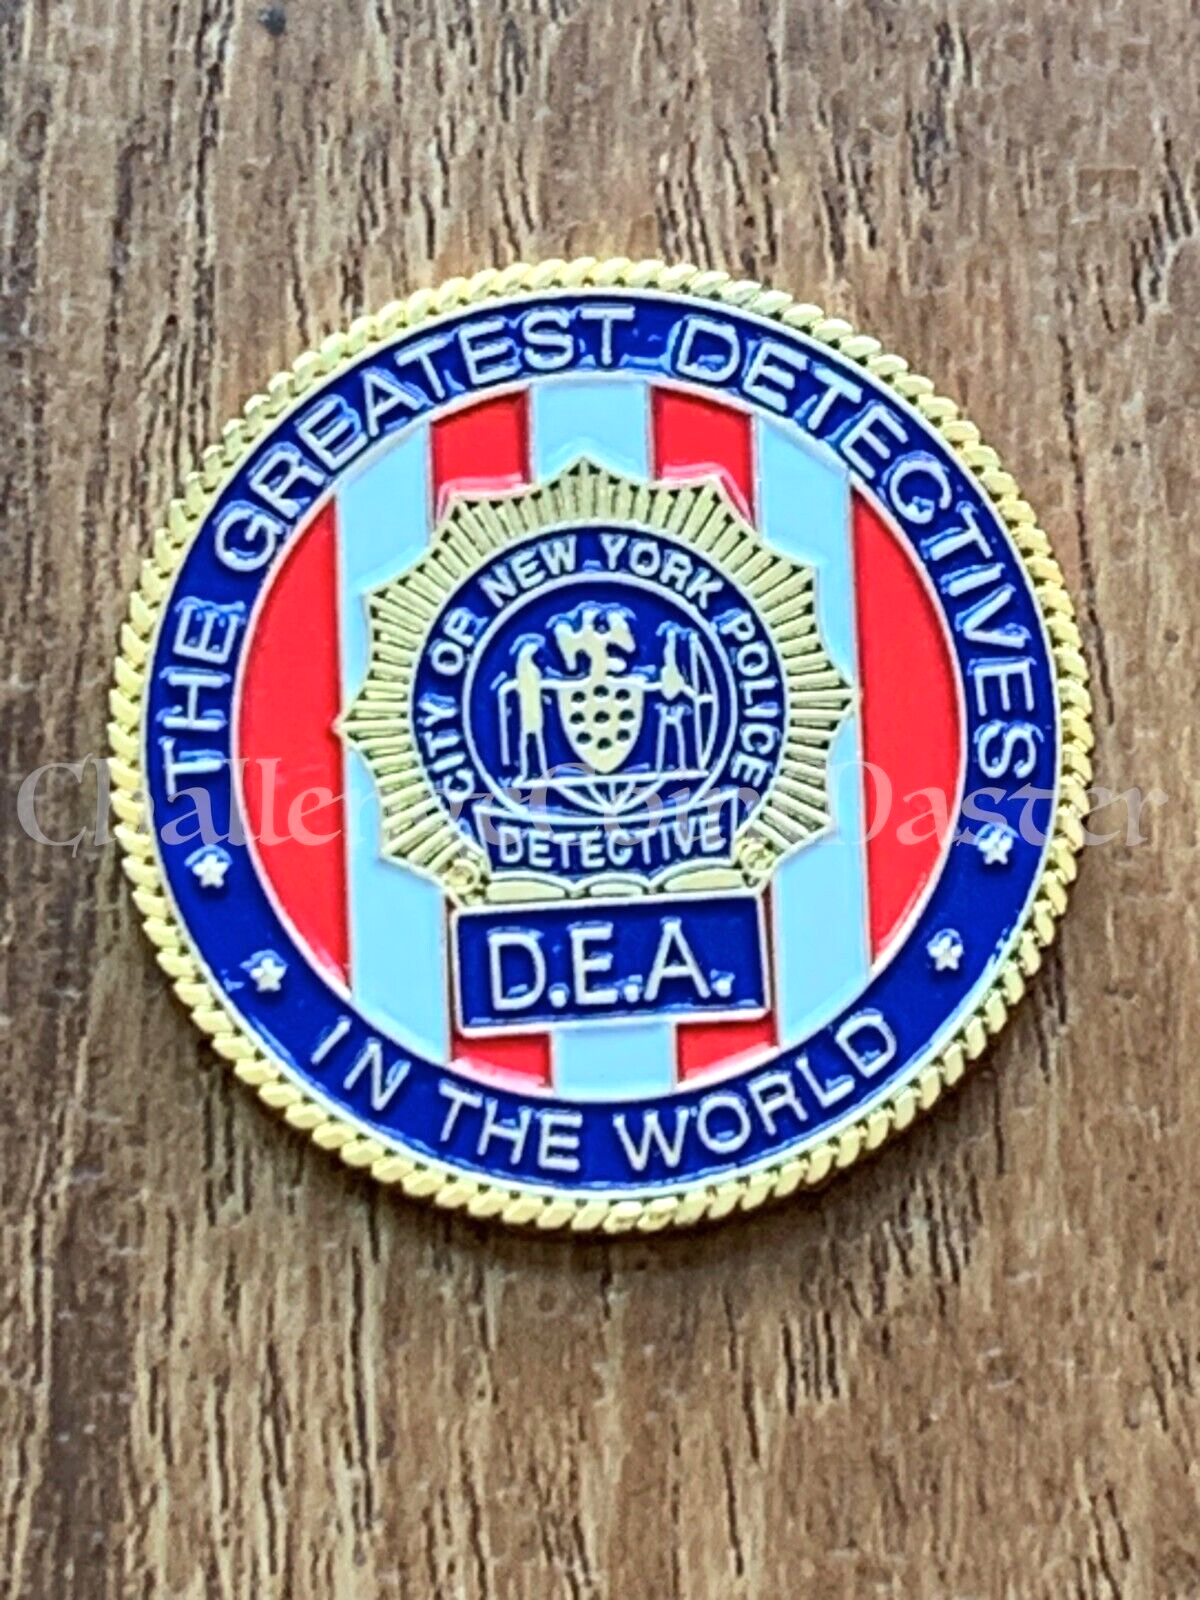 THE GREATEST DETECTIVES
CITY OF NEW YORK POLICE
DETECTIVE
D.E.A.
IN THE WORLD